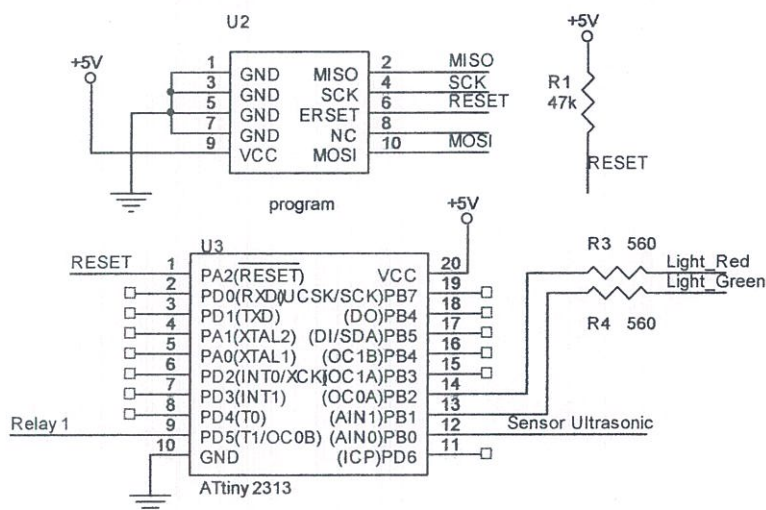 U2
+5V
1 GND MISO 2 MISO
3 GND SCK 4 SCK
5 GND ERSET 6 RESET
7 GND NC 8
9 VCC MOSI 10 MOSI
program
+5V
R1
47k
RESET
+5V
U3
RESET 1 PA2(RESET) VCC 20
2 PD0(RXD)(UCSK/SCK)PB7 19
3 PD1(TXD) (DO)PB4 18
4 PA1(XTAL2) (DI/SDA)PB5 17
5 PA0(XTAL1) (OC1B)PB4 16
6 PD2(INT0/XCK)(OC1A)PB3 15
7 PD3(INT1) (OC0A)PB2 14
8 PD4(T0) (AIN1)PB1 13
Relay 1 9 PD5(T1/OC0B) (AIN0)PB0 12 Sensor Ultrasonic
10 GND (ICP)PD6 11
ATtiny 2313
R3 560
Light_Red
Light_Green
R4 560